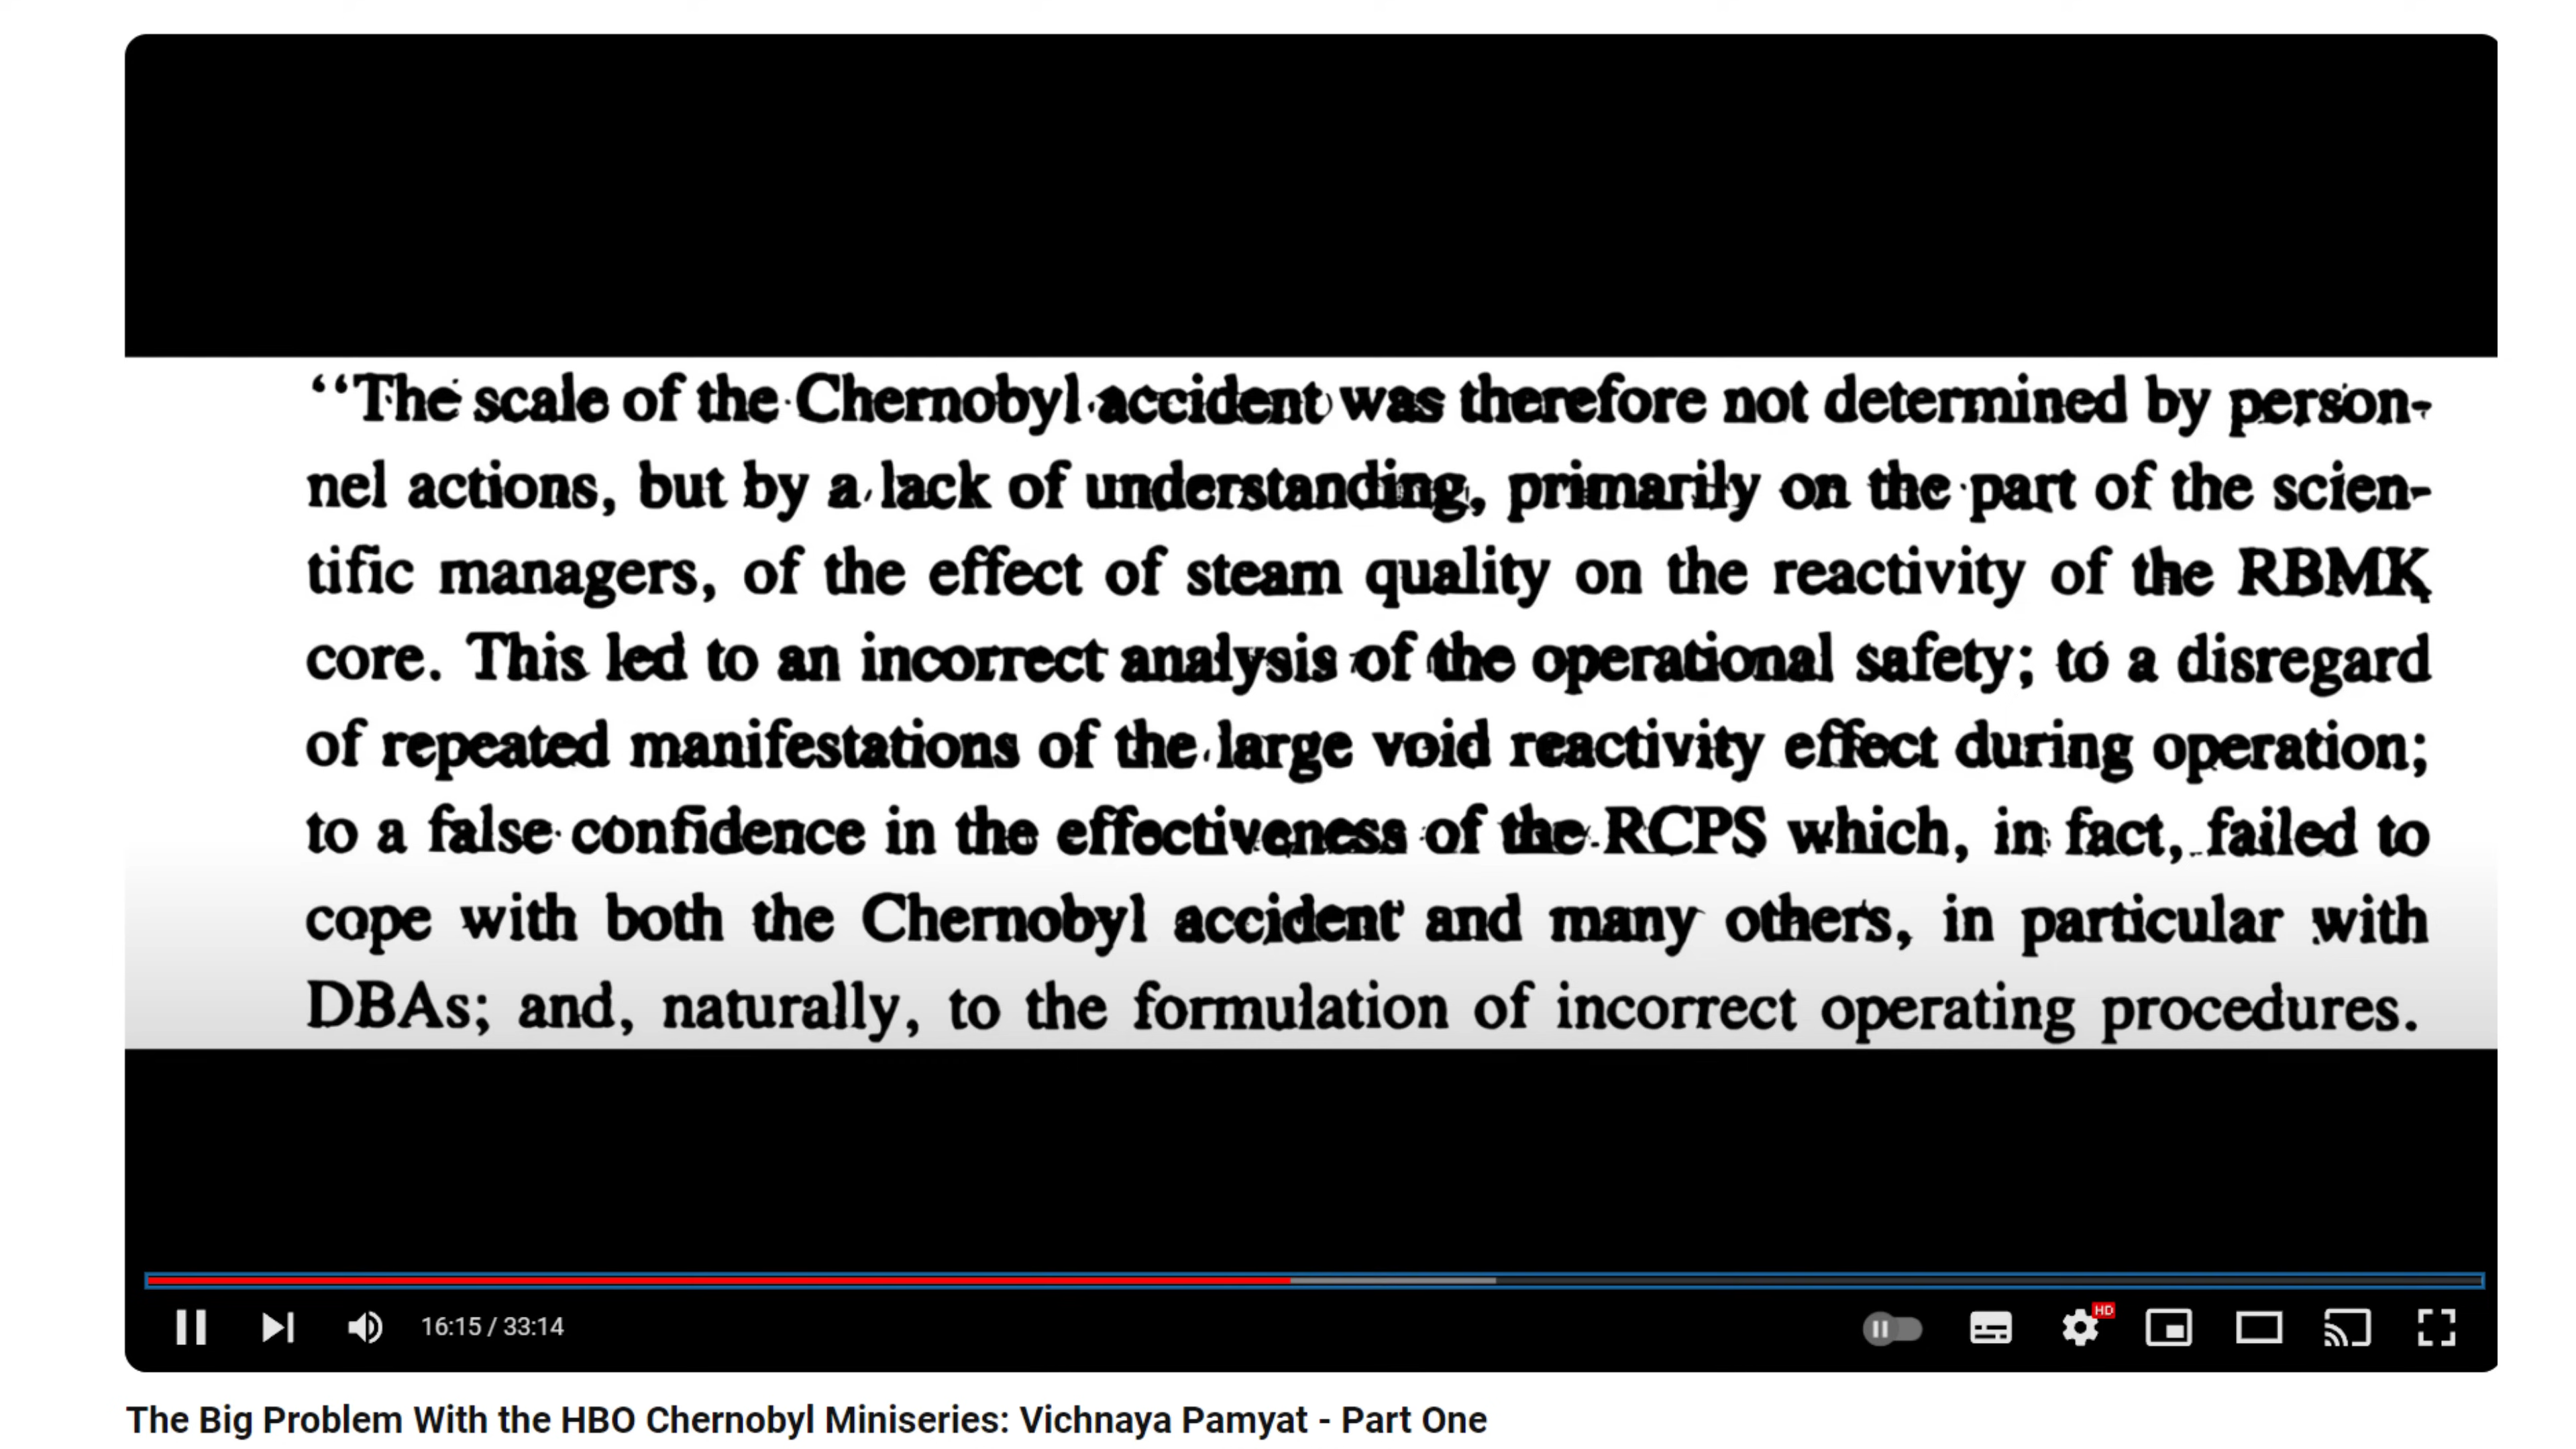 ‘‘The scale of the Chernobyl accident was therefore not determined by person-
nel actions, but by a lack of understanding, primarily on the part of the scien-
tific managers, of the effect of steam quality on the reactivity of the RBMK
core. This led to an incorrect analysis of the operational safety; to a disregard
of repeated manifestations of the large void reactivity effect during operation;
to a false confidence in the effectiveness of the RCPS which, in fact, failed to
cope with both the Chernobyl accident and many others, in particular with
DBAs; and, naturally, to the formulation of incorrect operating procedures.
16:15 / 33:14
HD
The Big Problem With the HBO Chernobyl Miniseries: Vichnaya Pamyat - Part One